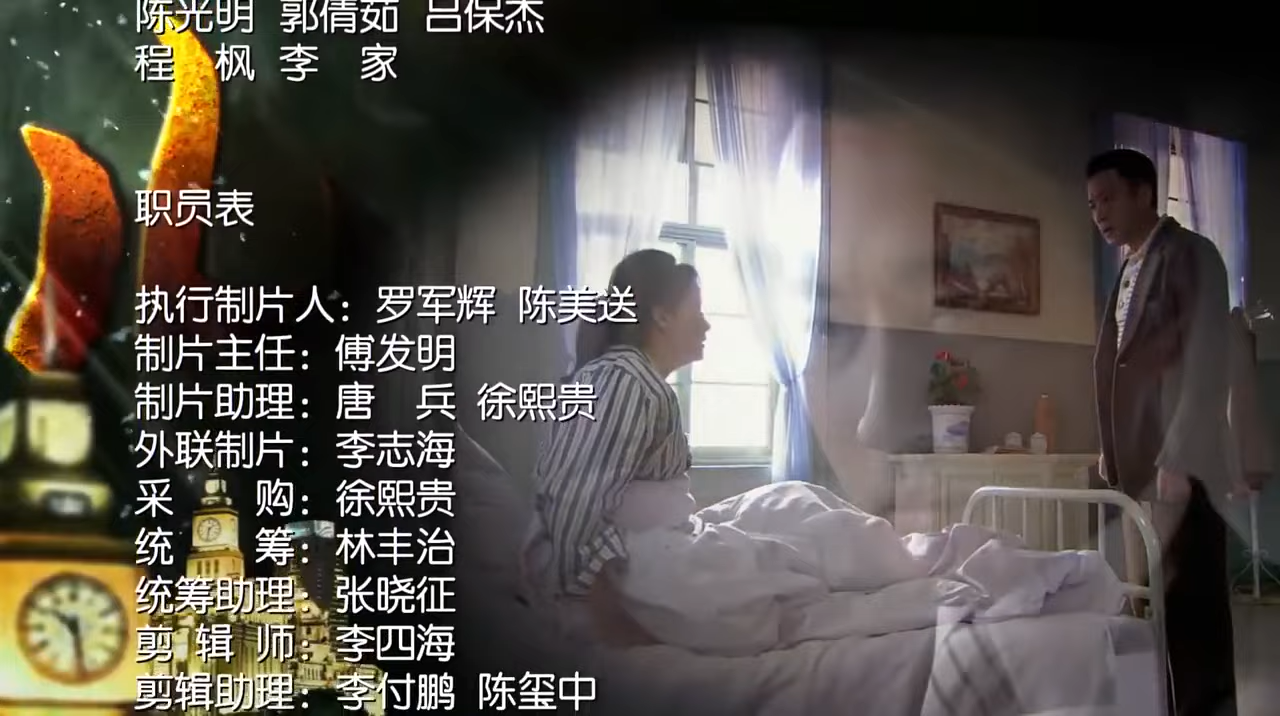 陈光明 郭倩茹 吕保杰
程 枫 李 家
职员表
执行制片人：罗军辉 陈美送
制片主任：傅发明
制片助理：唐 兵 徐熙贵
外联制片：李志海
采 购：徐熙贵
统 筹：林丰治
统筹助理：张晓征
剪 辑 师：李四海
剪辑助理：李付鹏 陈玺中